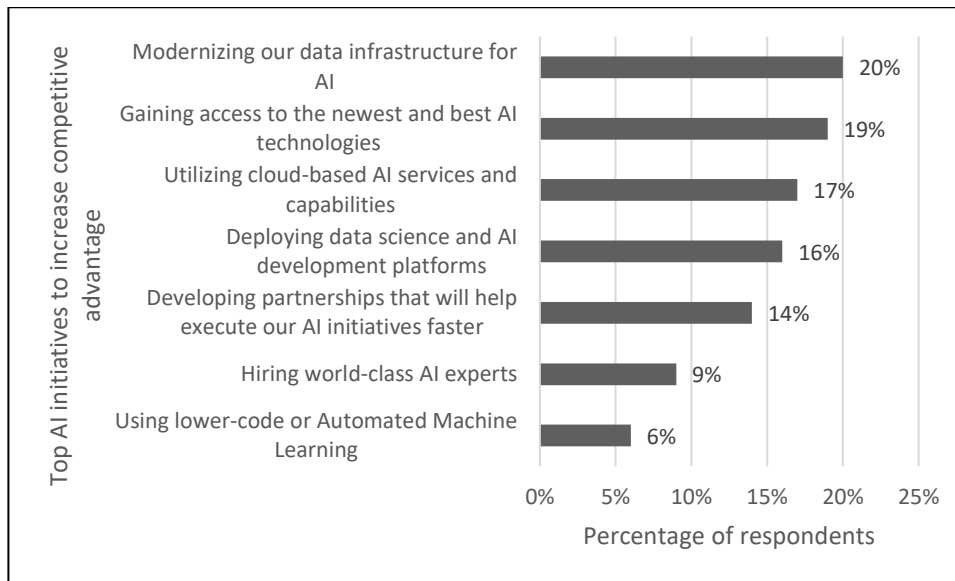 Top AI initiatives to increase competitive
advantage
Modernizing our data infrastructure for
AI
20%
Gaining access to the newest and best AI
technologies
19%
Utilizing cloud-based AI services and
capabilities
17%
Deploying data science and AI
development platforms
16%
Developing partnerships that will help
execute our AI initiatives faster
14%
Hiring world-class AI experts
9%
Using lower-code or Automated Machine
Learning
6%
0% 5% 10% 15% 20% 25%
Percentage of respondents